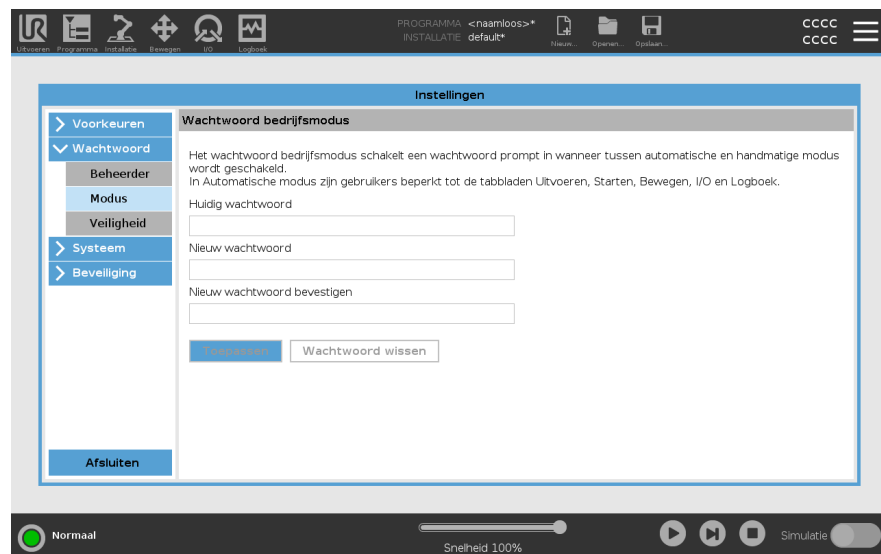 Uitvoeren Programma Installatie Bewegen I/O Logboek
PROGRAMMA <naamloos>*
INSTALLATIE default*
Nieuw... Openen... Opslaan...
CCCC
CCCC
Instellingen
Voorkeuren
Wachtwoord
Beheerder
Modus
Veiligheid
Systeem
Beveiliging
Afsluiten
Wachtwoord bedrijfsmodus
Het wachtwoord bedrijfsmodus schakelt een wachtwoord prompt in wanneer tussen automatische en handmatige modus
wordt geschakeld.
In Automatische modus zijn gebruikers beperkt tot de tabbladen Uitvoeren, Starten, Bewegen, I/O en Logboek.
Huidig wachtwoord
Nieuw wachtwoord
Nieuw wachtwoord bevestigen
Toepassen Wachtwoord wissen
Normaal
Snelheid 100%
Simulatie